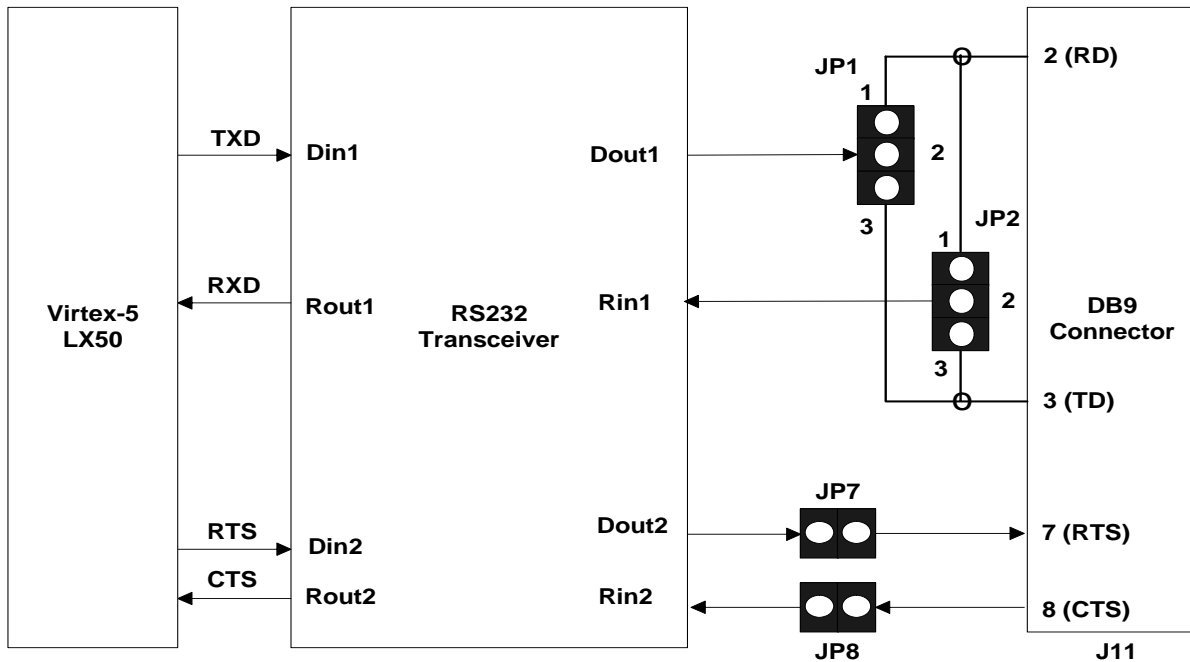 JP1
1
2
3
2 (RD)
TXD
Din1
Dout1
JP2
1
2
3
RXD
Rout1
Rin1
Virtex-5
LX50
RS232
Transceiver
DB9
Connector
3 (TD)
JP7
RTS
Din2
Dout2
7 (RTS)
CTS
Rout2
Rin2
8 (CTS)
JP8
J11